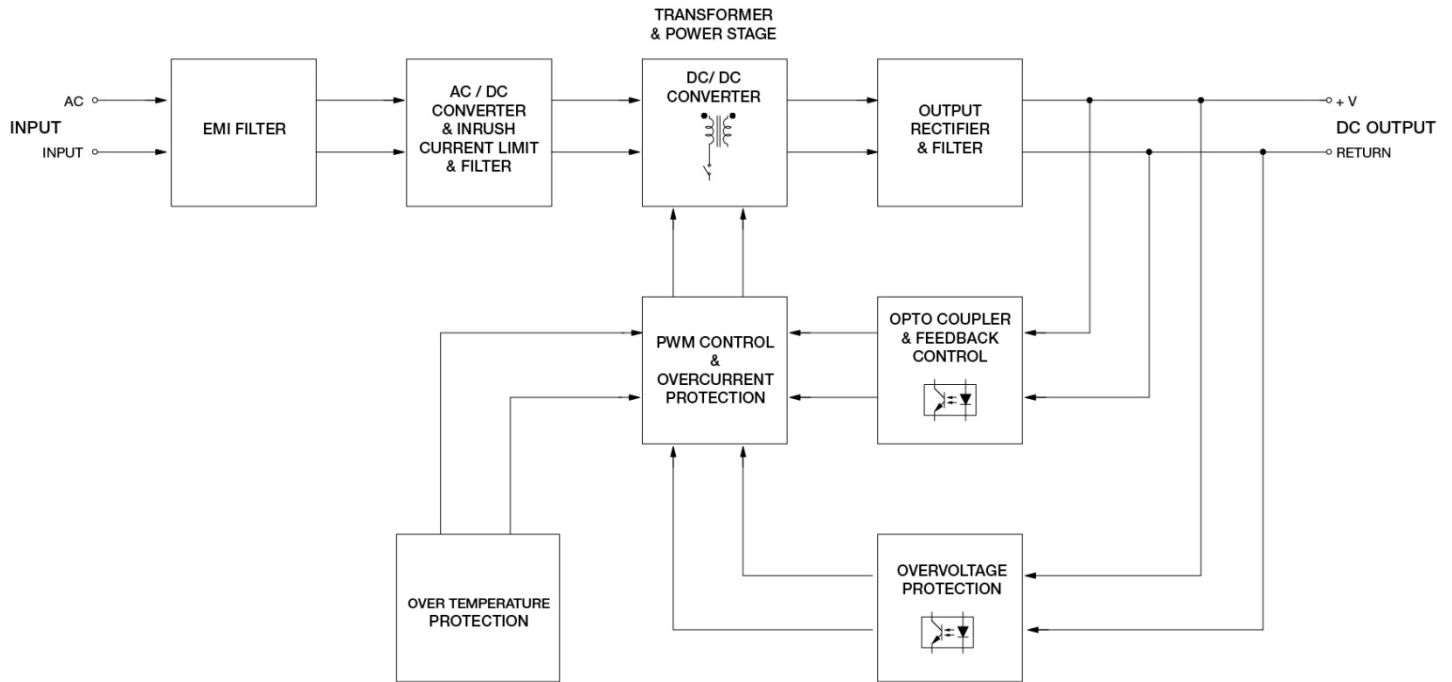 TRANSFORMER
& POWER STAGE
AC
INPUT
INPUT
EMI FILTER
AC / DC
CONVERTER
& INRUSH
CURRENT LIMIT
& FILTER
DC/ DC
CONVERTER
OUTPUT
RECTIFIER
& FILTER
+ V
DC OUTPUT
RETURN
PWM CONTROL
&
OVERCURRENT
PROTECTION
OPTO COUPLER
& FEEDBACK
CONTROL
OVER TEMPERATURE
PROTECTION
OVERVOLTAGE
PROTECTION